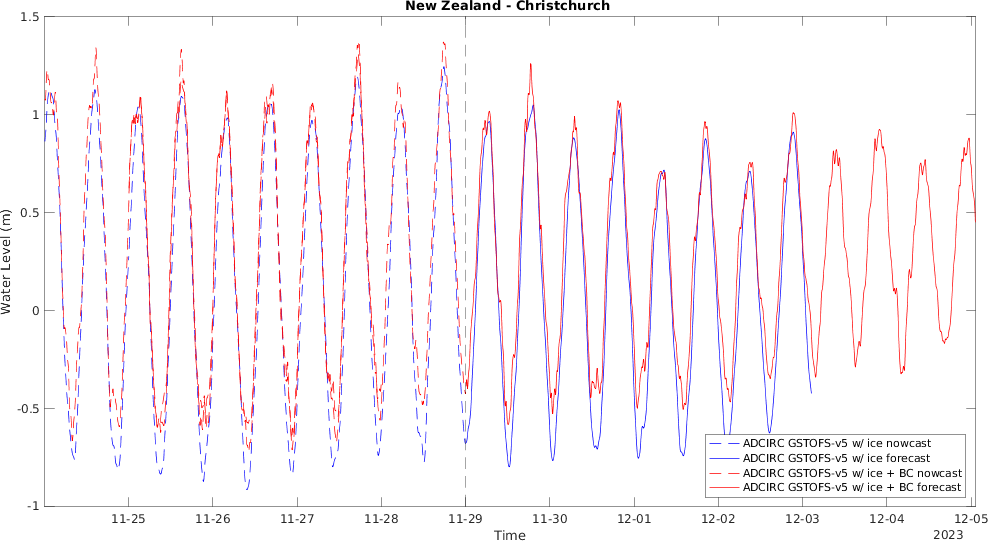 New Zealand - Christchurch
1.5
1
0.5
0
-0.5
-1
Water Level (m)
11-25
11-26
11-27
11-28
11-29
11-30
12-01
12-02
12-03
12-04
12-05
Time
2023
ADCIRC GSTOFS-v5 w/ ice nowcast
ADCIRC GSTOFS-v5 w/ ice forecast
ADCIRC GSTOFS-v5 w/ ice + BC nowcast
ADCIRC GSTOFS-v5 w/ ice + BC forecast